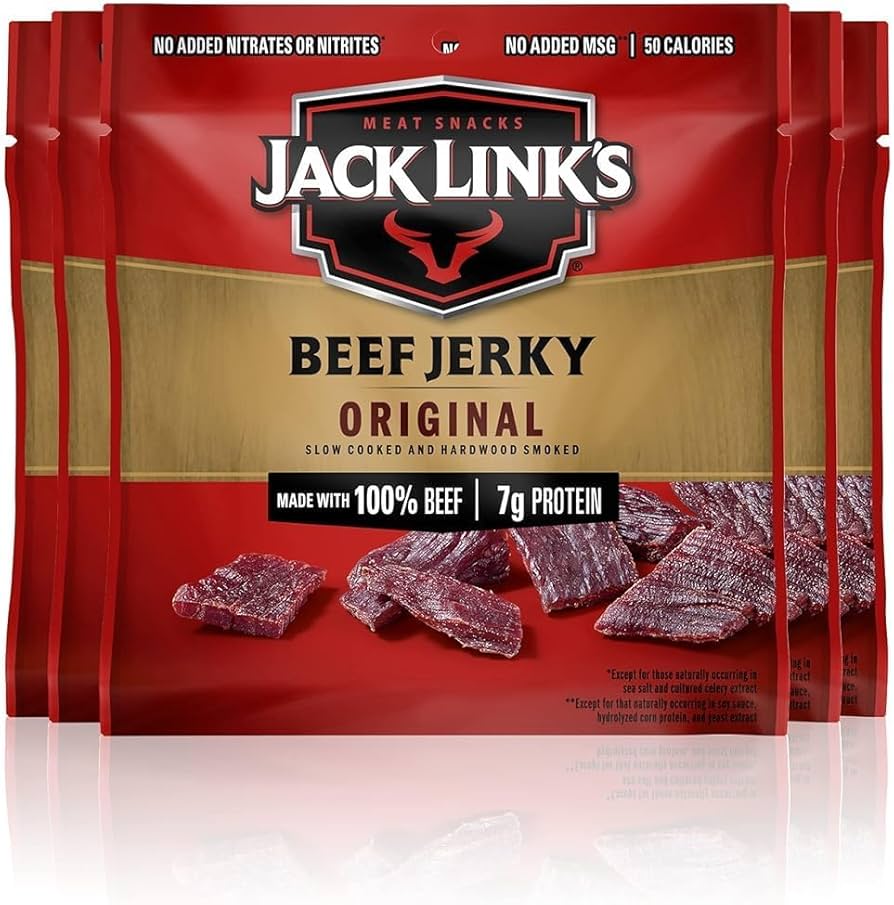 NO ADDED NITRATES OR NITRITES*
NO ADDED MSG** | 50 CALORIES
MEAT SNACKS
JACK LINK'S
®
BEEF JERKY
ORIGINAL
SLOW COOKED AND HARDWOOD SMOKED
MADE WITH 100% BEEF | 7g PROTEIN
*Except for those naturally occurring in
sea salt and cultured celery extract
**Except for that naturally occurring in soy sauce,
hydrolyzed corn protein, and yeast extract